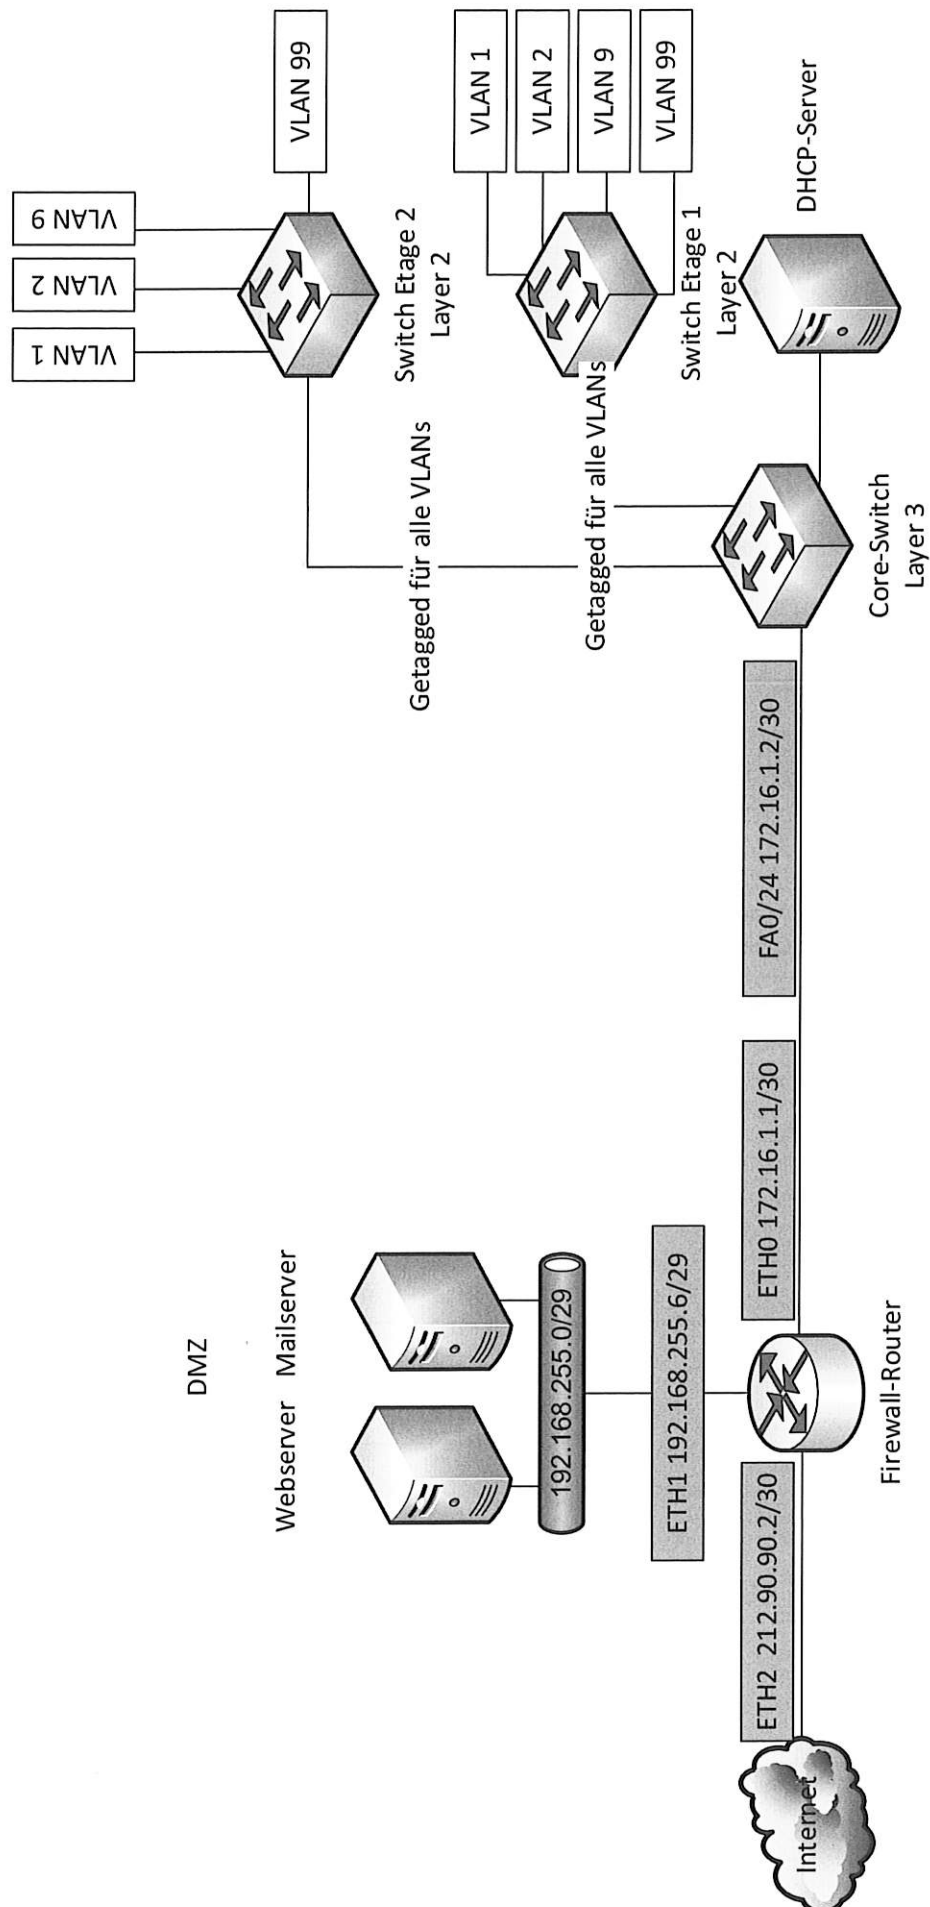 DMZ
Webserver
Mailserver
192.168.255.0/29
ETH1 192.168.255.6/29
ETH2  212.90.90.2/30
ETH0 172.16.1.1/30
FA0/24 172.16.1.2/30
Internet
Firewall-Router
Core-Switch
Layer 3
Getagged für alle VLANs
Getagged für alle VLANs
VLAN 1
VLAN 2
VLAN 9
VLAN 99
Switch Etage 2
Layer 2
VLAN 1
VLAN 2
VLAN 9
VLAN 99
Switch Etage 1
Layer 2
DHCP-Server